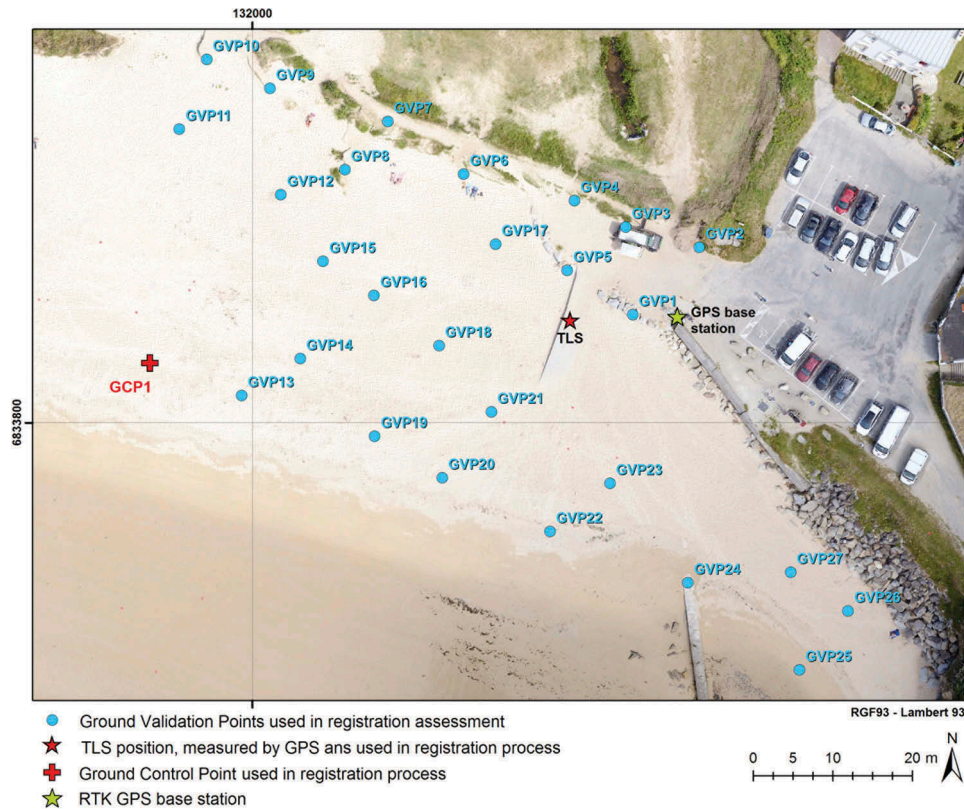 132000
GVP10
GVP9
GVP7
GVP11
GVP8
GVP6
GVP12
GVP4
GVP3
GVP17
GVP2
GVP15
GVP5
GVP16
GVP1
GPS base
station
TLS
GVP18
GVP14
GCP1
GVP13
GVP21
6833800
GVP19
GVP20
GVP23
GVP22
GVP24
GVP27
GVP26
GVP25
RGF93 - Lambert 93
Ground Validation Points used in registration assessment
TLS position, measured by GPS ans used in registration process
Ground Control Point used in registration process
RTK GPS base station
N
0 5 10 20 m